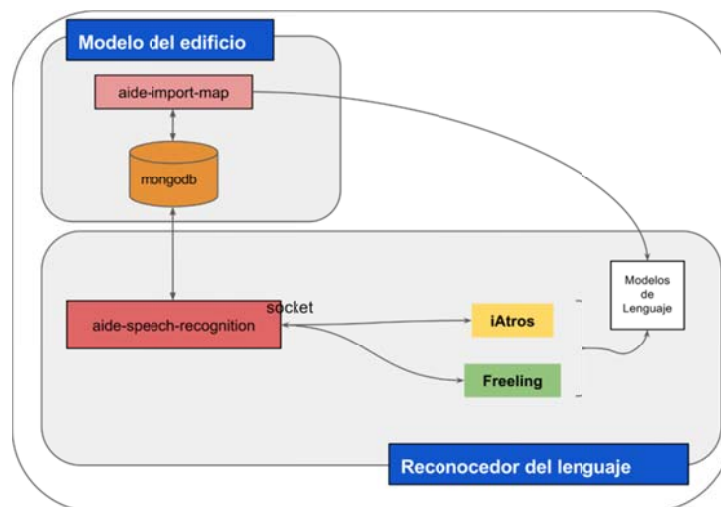 Modelo del edificio
aide-import-map
mongodb
Modelos
de
Lenguaje
socket
aide-speech-recognition
iAtros
Freeling
Reconocedor del lenguaje